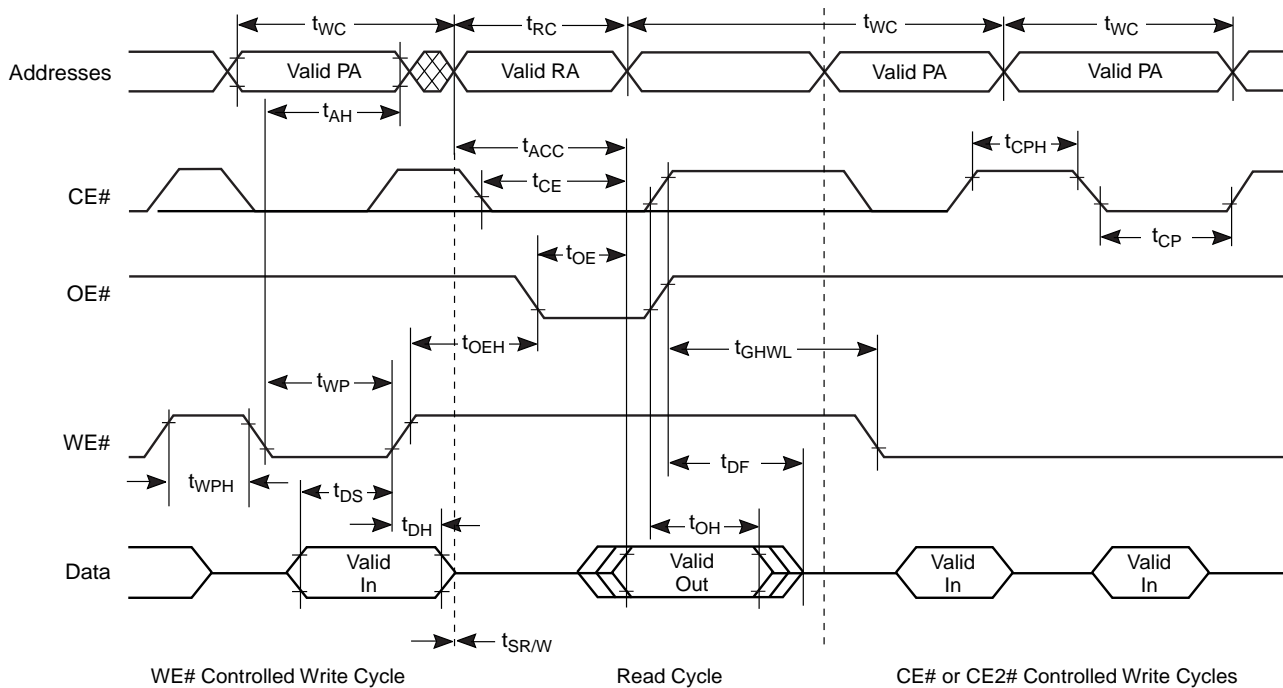 tWC tRC tWC tWC
Addresses Valid PA Valid RA Valid PA Valid PA
tAH
tACC tCPH
tCE
CE#
tCP
tOE
OE#
tOEH tGHWL
tWP
WE#
tDF
tWPH tDS
tDH tOH
Data Valid In Valid Out Valid In Valid In
tSR/W
WE# Controlled Write Cycle Read Cycle CE# or CE2# Controlled Write Cycles